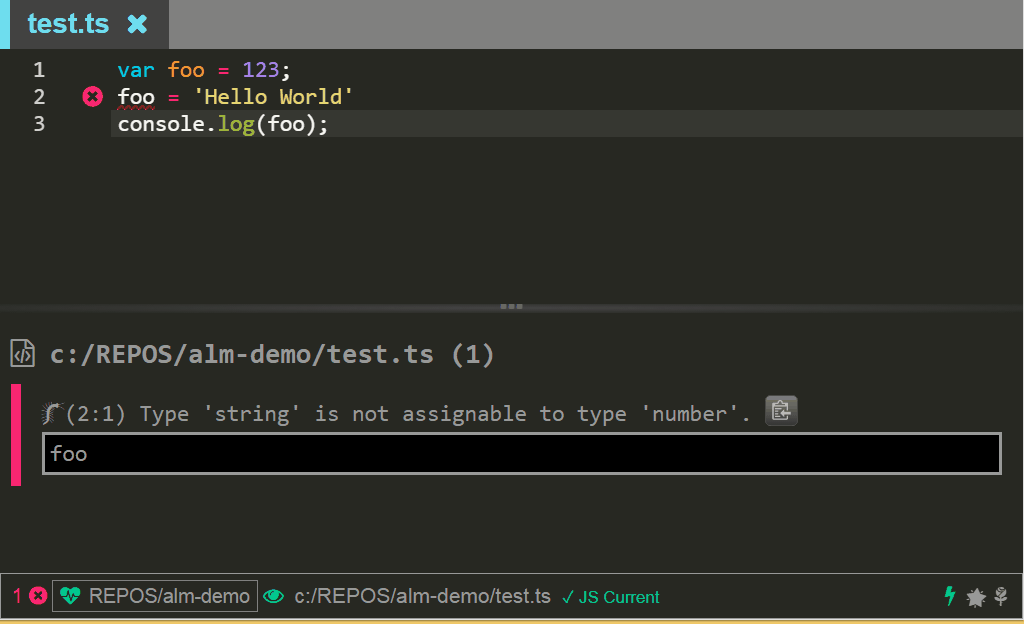 test.ts
1 var foo = 123;
2 foo = 'Hello World'
3 console.log(foo);
c:/REPOS/alm-demo/test.ts (1)
(2:1) Type 'string' is not assignable to type 'number'.
foo
1 REPOS/alm-demo c:/REPOS/alm-demo/test.ts ✓ JS Current